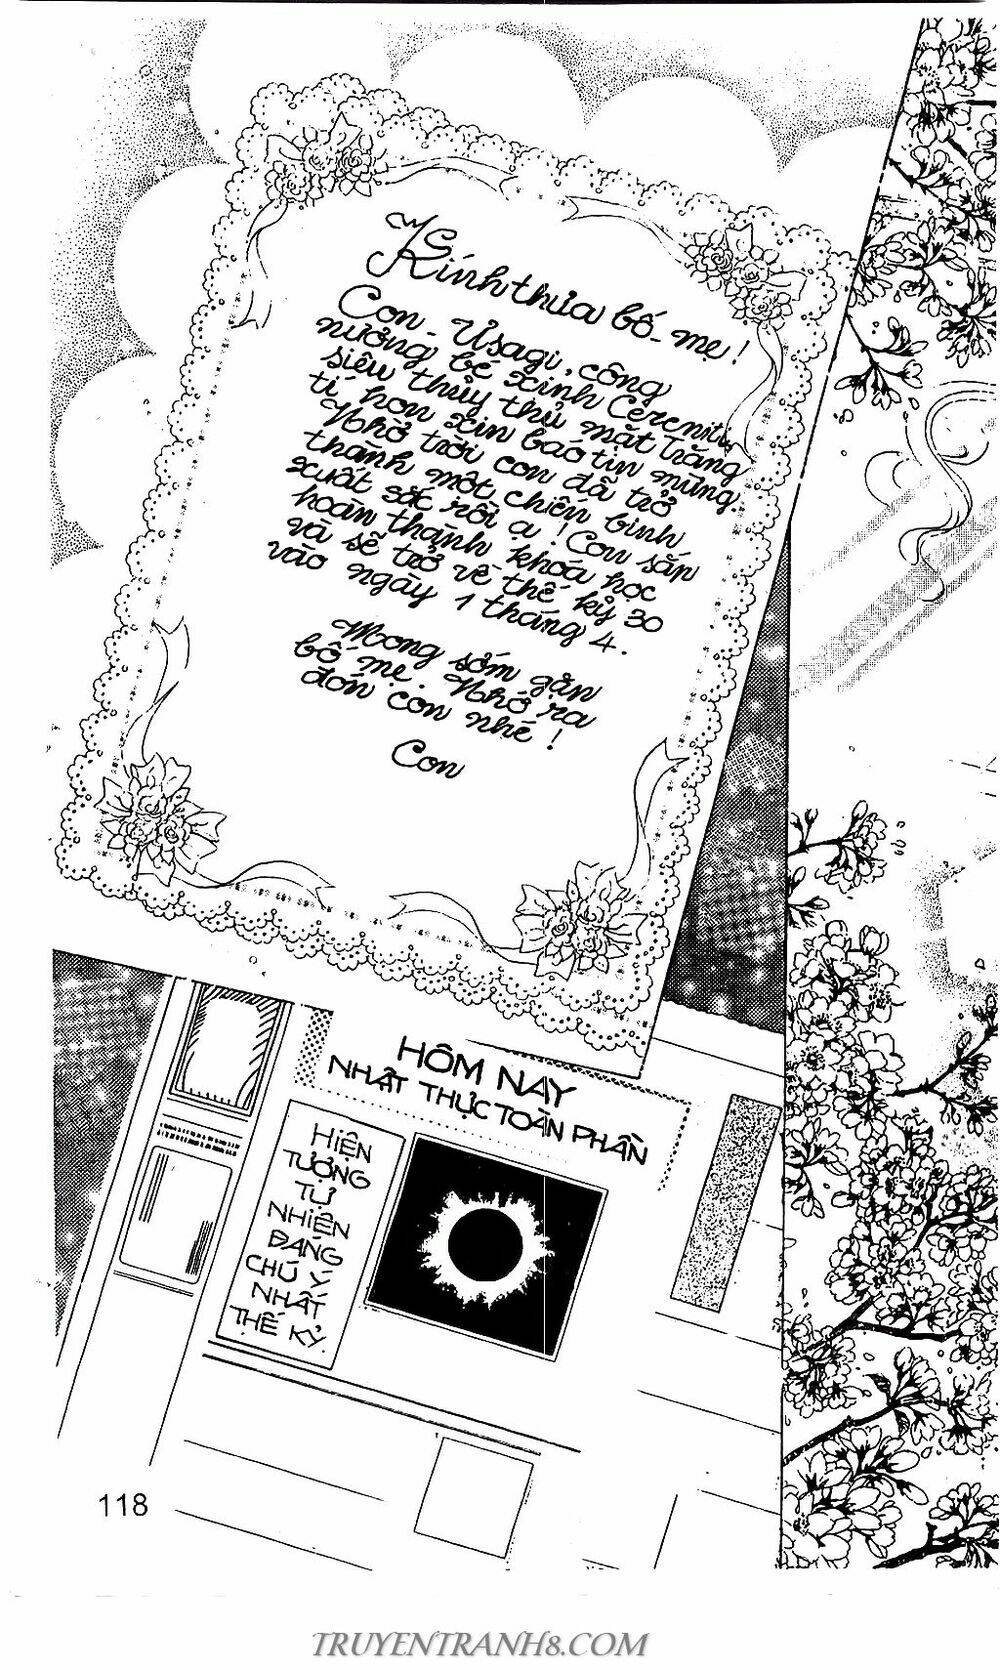 Kính thưa bố mẹ!
Con - Usagi, công
nương bé xinh Cereniti,
siêu thủy thủ mặt Trăng
tí hon xin báo tin mừng.
Nhờ trời con đã trở
thành một chiến binh
xuất sắc rồi ạ! Con sắp
hoàn thành khóa học
và sẽ trở về thế kỷ 30
vào ngày 1 tháng 4.
Mong sớm gặp
bố mẹ. Nhớ ra
đón con nhé!
Con
HÔM NAY
NHẬT THỰC TOÀN PHẦN
HIỆN
TƯỢNG
TỰ
NHIÊN
ĐÁNG
CHÚ Ý
NHẤT
THẾ KỶ.
118
TRUYENTRANH8.COM